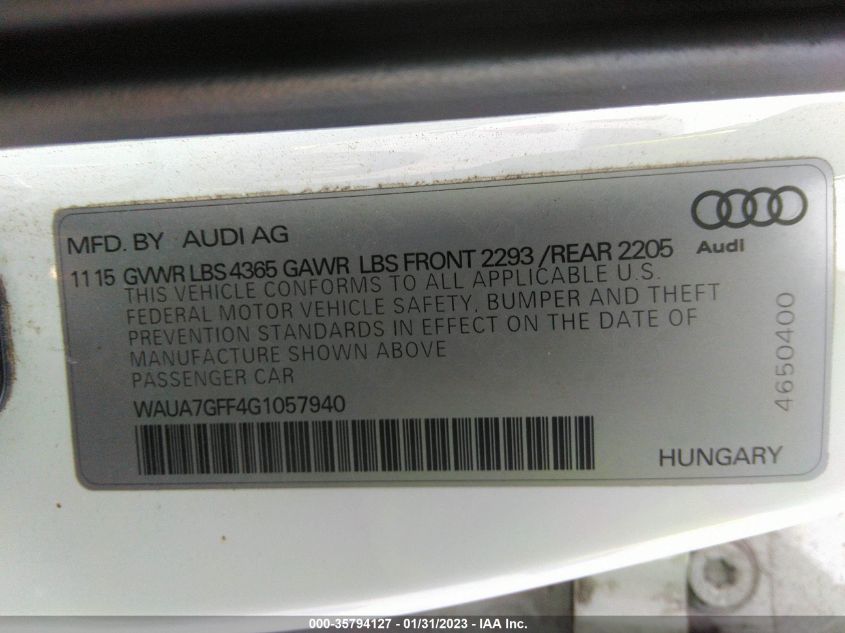 MFD. BY AUDI AG
Audi
11 15 GVWR LBS 4365 GAWR LBS FRONT 2293 / REAR 2205
THIS VEHICLE CONFORMS TO ALL APPLICABLE U.S.
FEDERAL MOTOR VEHICLE SAFETY, BUMPER AND THEFT
PREVENTION STANDARDS IN EFFECT ON THE DATE OF
MANUFACTURE SHOWN ABOVE
PASSENGER CAR
WAUA7GFF4G1057940
4650400
HUNGARY
000-35794127 - 01/31/2023 - IAA Inc.